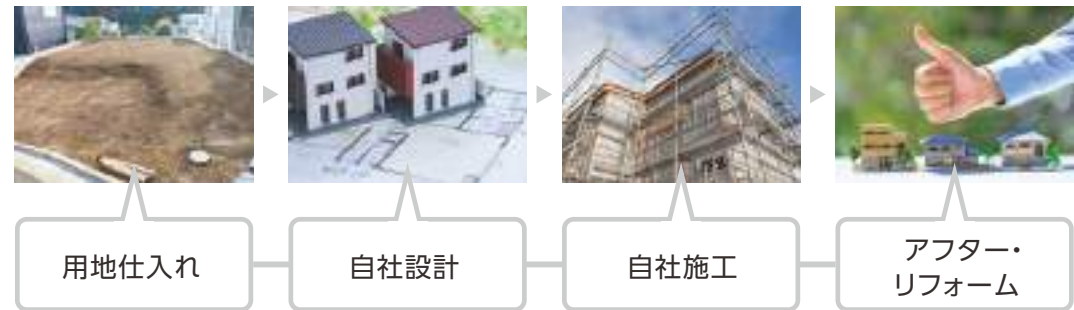 用地仕入れ
自社設計
自社施工
アフター・
リフォーム